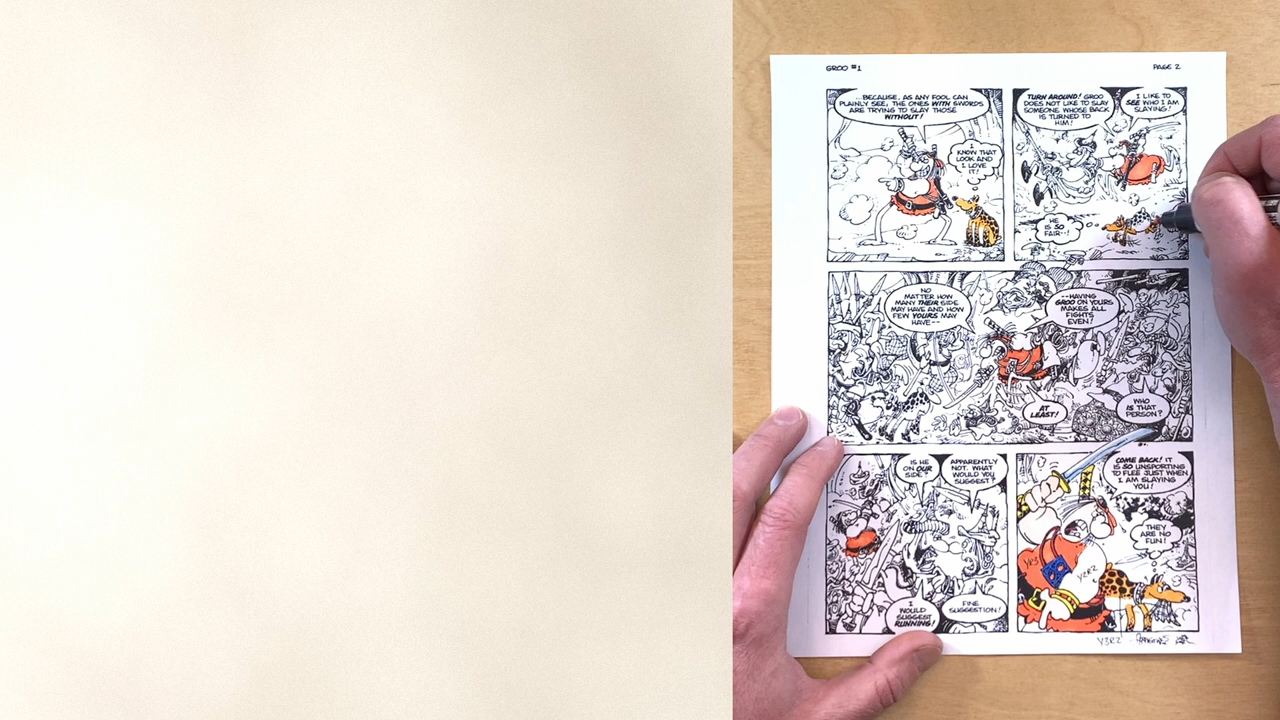 GROO #1
PAGE 2
...BECAUSE, AS ANY FOOL CAN
PLAINLY SEE, THE ONES WITH SWORDS
ARE TRYING TO SLAY THOSE
WITHOUT!
I
KNOW THAT
LOOK AND
I LOVE
IT!
TURN AROUND! GROO
DOES NOT LIKE TO SLAY
SOMEONE WHOSE BACK
IS TURNED TO
HIM!
I LIKE TO
SEE WHO I AM
SLAYING!
HE
IS SO
FAIR--!
NO
MATTER HOW
MANY THEIR SIDE
MAY HAVE AND HOW
FEW YOURS MAY
HAVE--
--HAVING
GROO ON YOURS
MAKES ALL
FIGHTS
EVEN!
AT
LEAST!
WHO
IS THAT
PERSON?
IS HE
ON OUR
SIDE?
APPARENTLY
NOT. WHAT
WOULD YOU
SUGGEST?
I
WOULD
SUGGEST
RUNNING!
FINE
SUGGESTION!
COME BACK! IT
IS SO UNSPORTING
TO FLEE JUST WHEN
I AM SLAYING
YOU!
THEY
ARE NO
FUN!
YR3
Y2R2
Y3R2